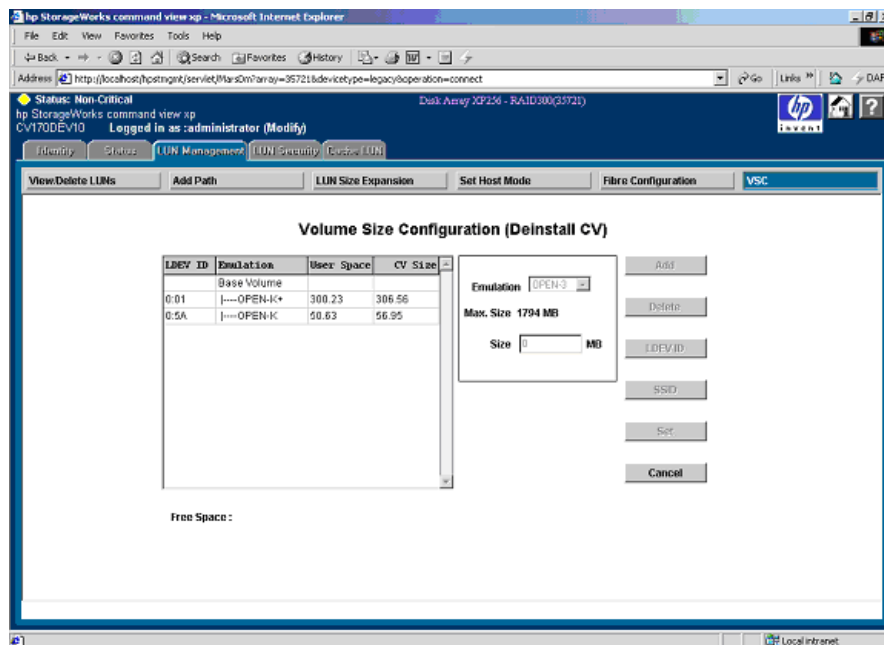 hp StorageWorks command view xp - Microsoft Internet Explorer
File Edit View Favorites Tools Help
Back Search Favorites History
Address http://localhost/hpstmgmt/servlet/MarsDm?array=35721&devicetype=legacy&operation=connect Go Links
Status: Non-Critical Disk Array XP256 - RAID300(35721)
hp StorageWorks command view xp
CV170DEV10 Logged in as :administrator (Modify)
hp
invent
Identity Status LUN Management LUN Security Cache LUN
View/Delete LUNs Add Path LUN Size Expansion Set Host Mode Fibre Configuration VSC
Volume Size Configuration (Deinstall CV)
LDEV ID Emulation User Space CV Size
Base Volume
0:01 |----OPEN-K+ 300.23 306.56
0:5A |----OPEN-K 50.63 56.95
Emulation OPEN-3
Max. Size 1794 MB
Size 0 MB
Add
Delete
LDEV ID
SSID
Set
Cancel
Free Space :
Local intranet